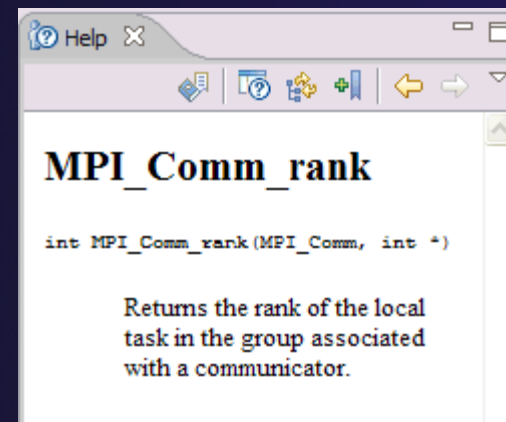 Help
MPI_Comm_rank
int MPI_Comm_rank(MPI_Comm, int *)
Returns the rank of the local
task in the group associated
with a communicator.